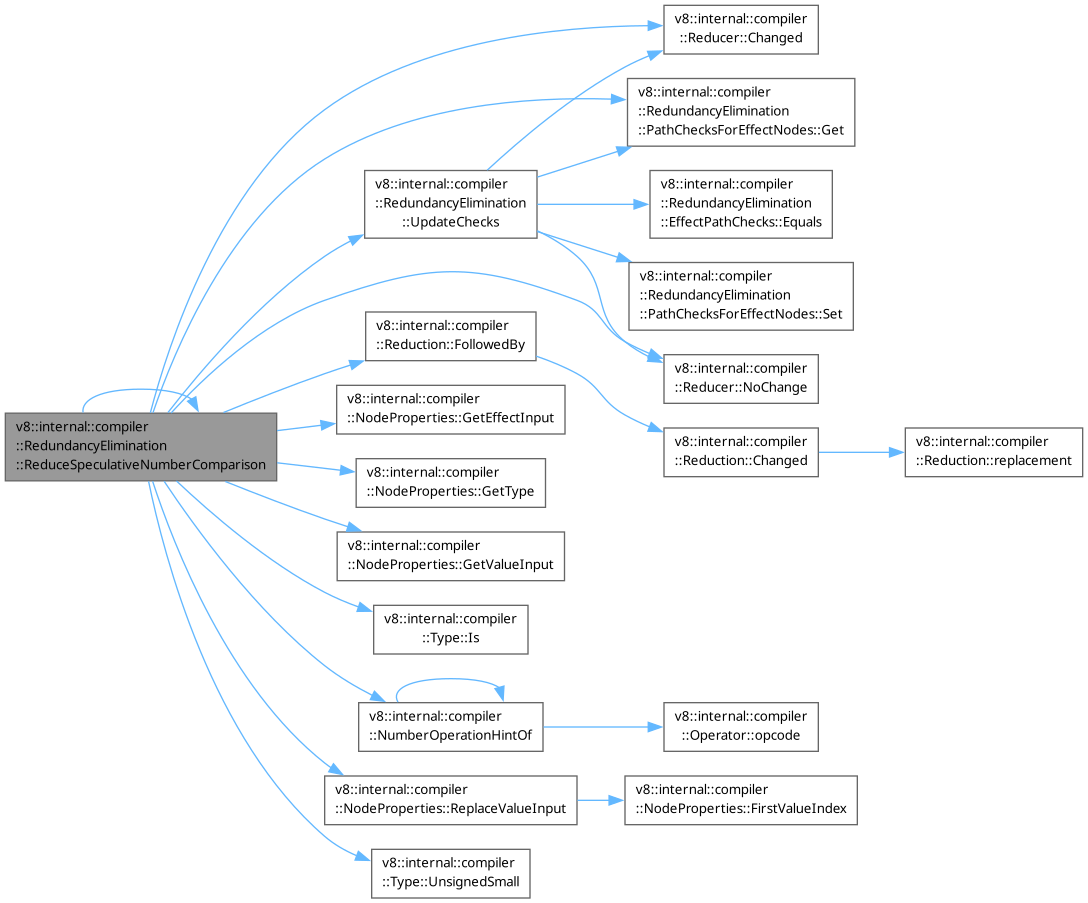 v8::internal::compiler
::Reducer::Changed
v8::internal::compiler
::RedundancyElimination
::PathChecksForEffectNodes::Get
v8::internal::compiler
::RedundancyElimination
::UpdateChecks
v8::internal::compiler
::RedundancyElimination
::EffectPathChecks::Equals
v8::internal::compiler
::RedundancyElimination
::PathChecksForEffectNodes::Set
v8::internal::compiler
::Reduction::FollowedBy
v8::internal::compiler
::Reducer::NoChange
v8::internal::compiler
::NodeProperties::GetEffectInput
v8::internal::compiler
::RedundancyElimination
::ReduceSpeculativeNumberComparison
v8::internal::compiler
::Reduction::Changed
v8::internal::compiler
::Reduction::replacement
v8::internal::compiler
::NodeProperties::GetType
v8::internal::compiler
::NodeProperties::GetValueInput
v8::internal::compiler
::Type::Is
v8::internal::compiler
::NumberOperationHintOf
v8::internal::compiler
::Operator::opcode
v8::internal::compiler
::NodeProperties::ReplaceValueInput
v8::internal::compiler
::NodeProperties::FirstValueIndex
v8::internal::compiler
::Type::UnsignedSmall